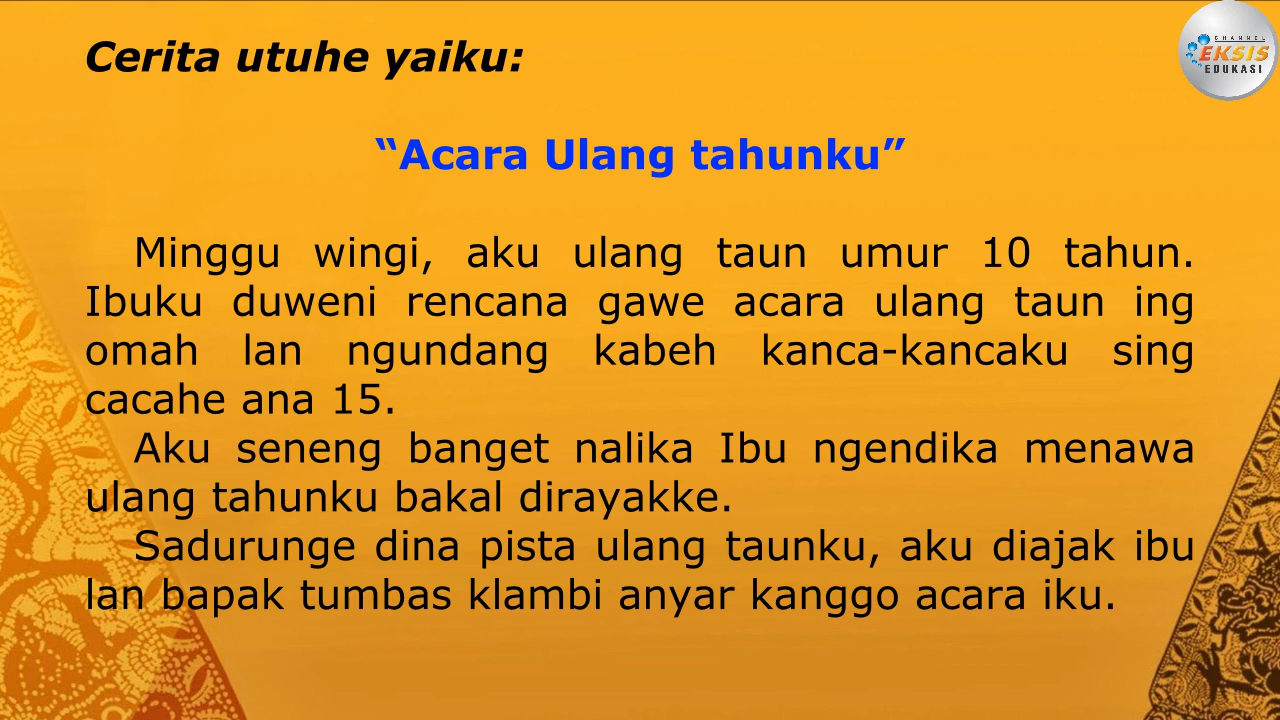 Cerita utuhe yaiku:
CHANNEL
EKSIS
EDUKASI
“Acara Ulang tahunku”
Minggu wingi, aku ulang taun umur 10 tahun.
Ibuku duweni rencana gawe acara ulang taun ing
omah lan ngundang kabeh kanca-kancaku sing
cacahe ana 15.
Aku seneng banget nalika Ibu ngendika menawa
ulang tahunku bakal dirayakke.
Sadurunge dina pista ulang taunku, aku diajak ibu
lan bapak tumbas klambi anyar kanggo acara iku.